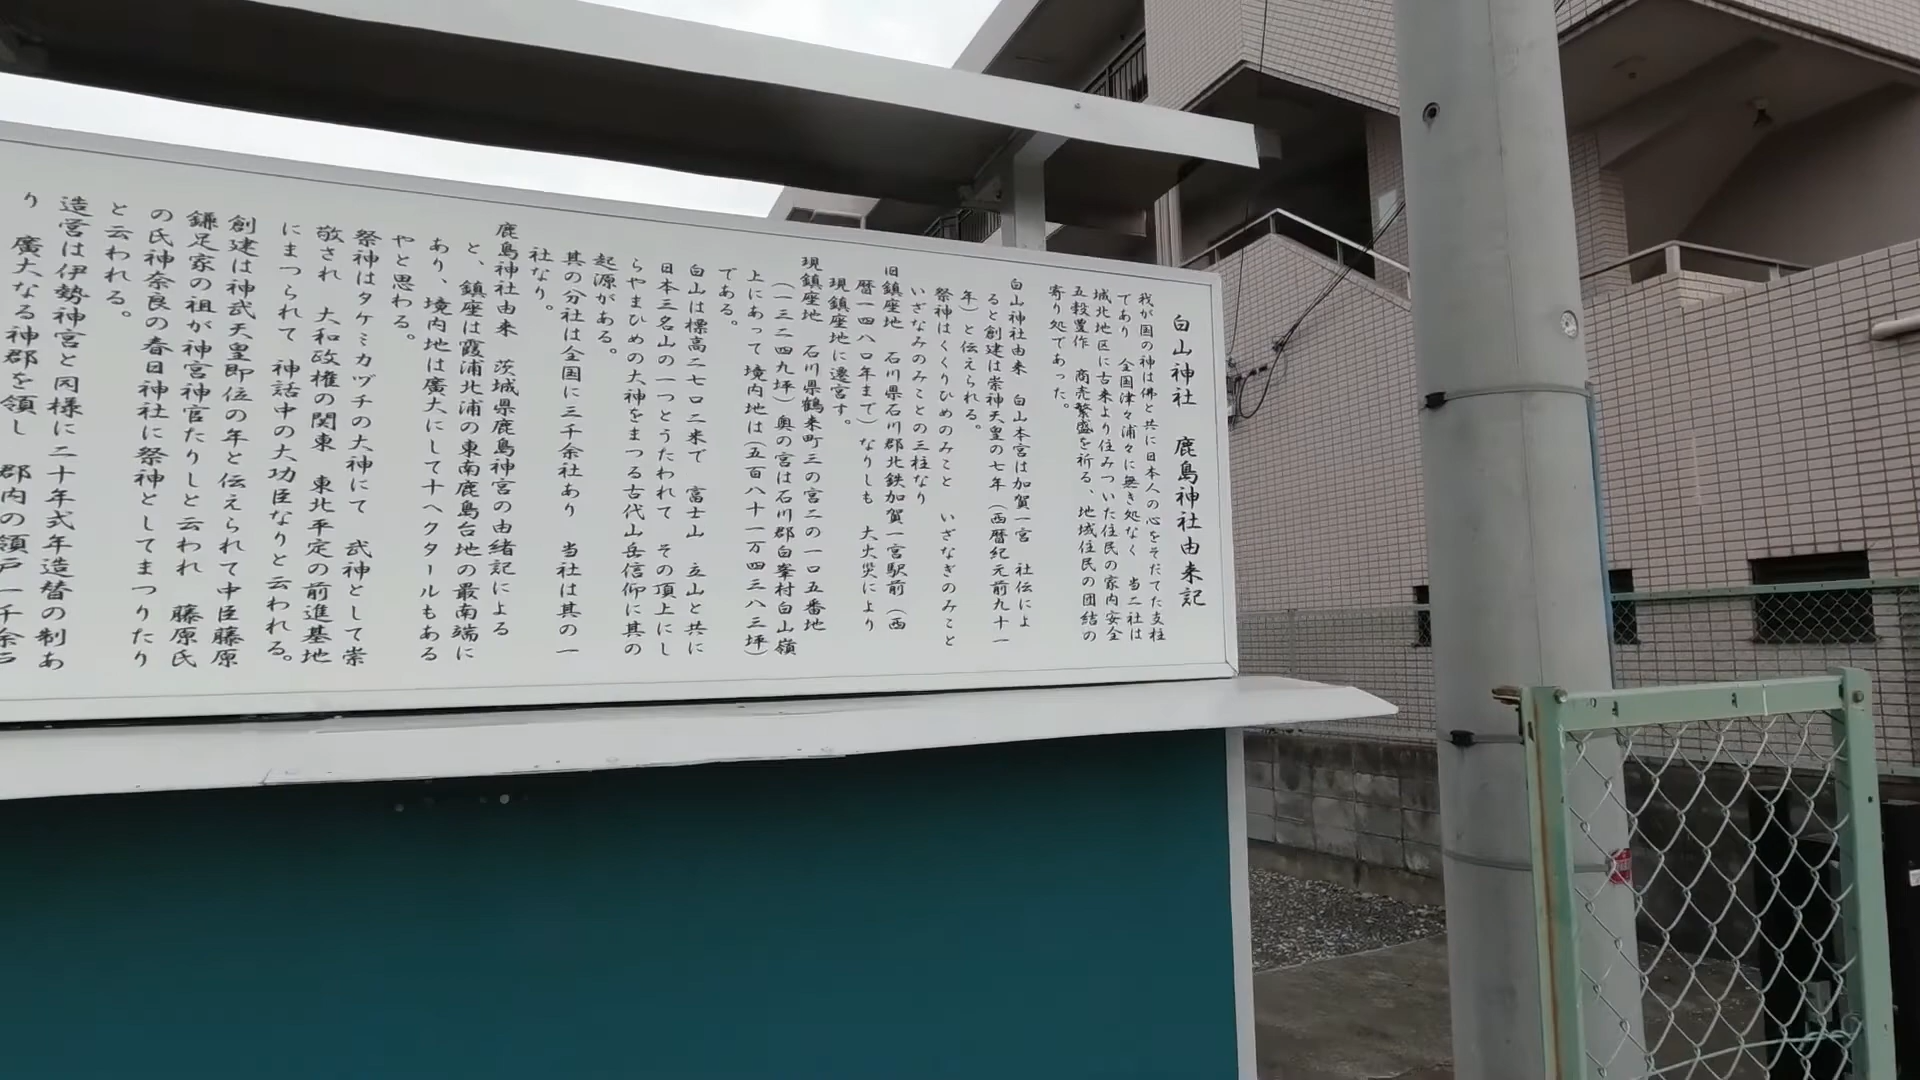 白山神社　鹿島神社由来記
我が国の神は佛と共に日本人の心をそだてた支柱
であり　全国津々浦々に無き処なく　当二社は
城北地区に古来より住みついた住民の家内安全
五穀豊作　商売繁盛を祈る、地域住民の団結の
寄り処であった。
白山神社由来　白山本宮は加賀一宮　社伝によ
ると創建は崇神天皇の七年（西暦紀元前九十一
年）と伝えられる。
祭神はくくりひめのみこと　いざなぎのみこと
いざなみのみことの三柱なり
旧鎮座地　石川県石川郡北鉄加賀一宮駅前（西
暦一四八〇年まで）なりしも　大火災により
現鎮座地に遷宮す。
現鎮座地　石川県鶴来町三の宮二の一〇五番地
（一三二四九坪）奥の宮は石川郡白峯村白山嶺
上にあって境内地は（五百八十一万四三八三坪）
である。
白山は標高二七〇二米で　富士山　立山と共に
日本三名山の一つとうたわれて　その頂上にし
らやまひめの大神をまつる古代山岳信仰に其の
起源がある。
其の分社は全国に三千余社あり　当社は其の一
社なり。
鹿島神社由来　茨城県鹿島神宮の由緒記による
と、鎮座は霞浦北浦の東南鹿島台地の最南端に
あり、境内地は廣大にして十ヘクタールもある
やと思わる。
祭神はタケミカヅチの大神にて　武神として崇
敬され　大和政権の関東　東北平定の前進基地
にまつられて　神話中の大功臣なりと云われる。
創建は神武天皇即位の年と伝えられて中臣藤原
鎌足家の祖が神宮神官たりしと云われ　藤原氏
の氏神奈良の春日神社に祭神としてまつりたり
と云われる。
造営は伊勢神宮と同様に二十年式年造替の制あ
り　廣大なる神郡を領し　郡内の領戸一千余